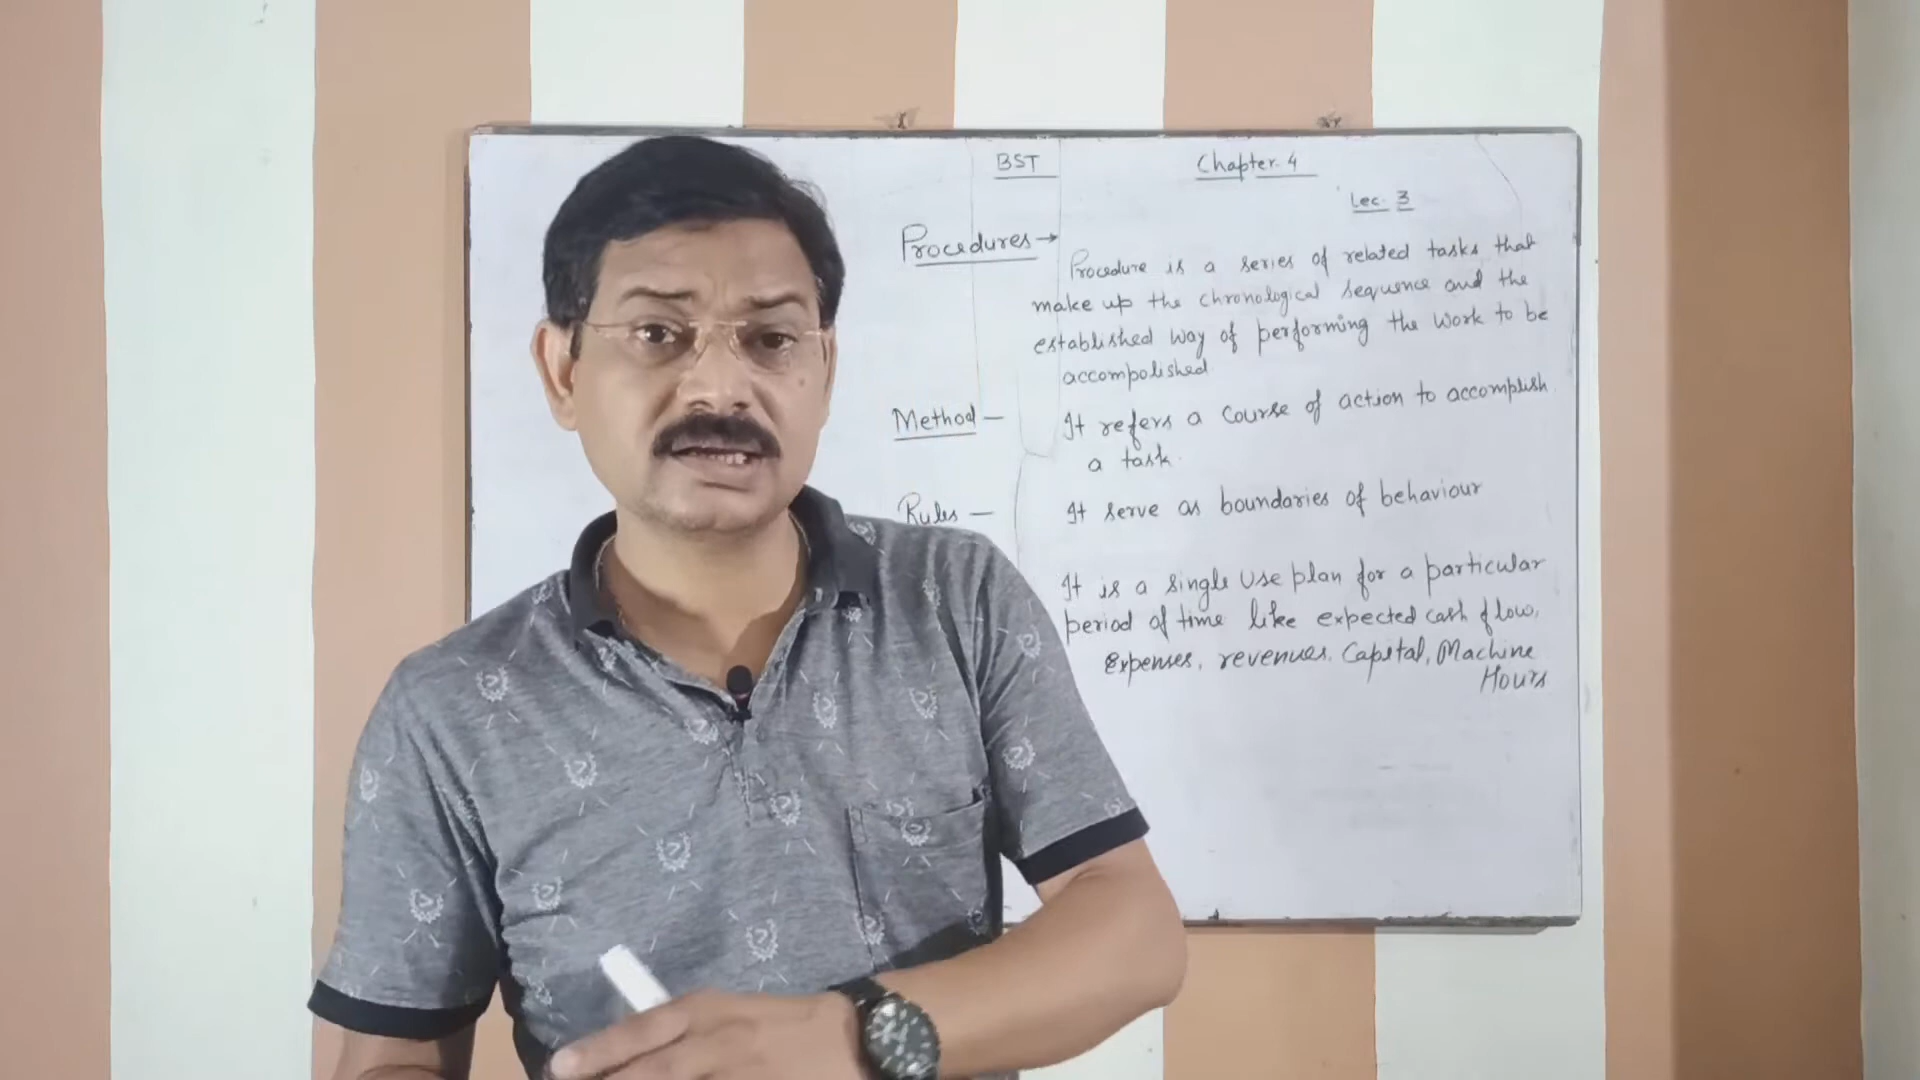 BST Chapter. 4
Lec. 3
Procedures → Procedure is a series of related tasks that
make up the chronological sequence and the
established way of performing the work to be
accompolished
Method — It refers a course of action to accomplish
a task.
Rules — It serve as boundaries of behaviour
It is a single use plan for a particular
period of time like expected cash flow,
Expenses, revenues, Capital, Machine
Hours